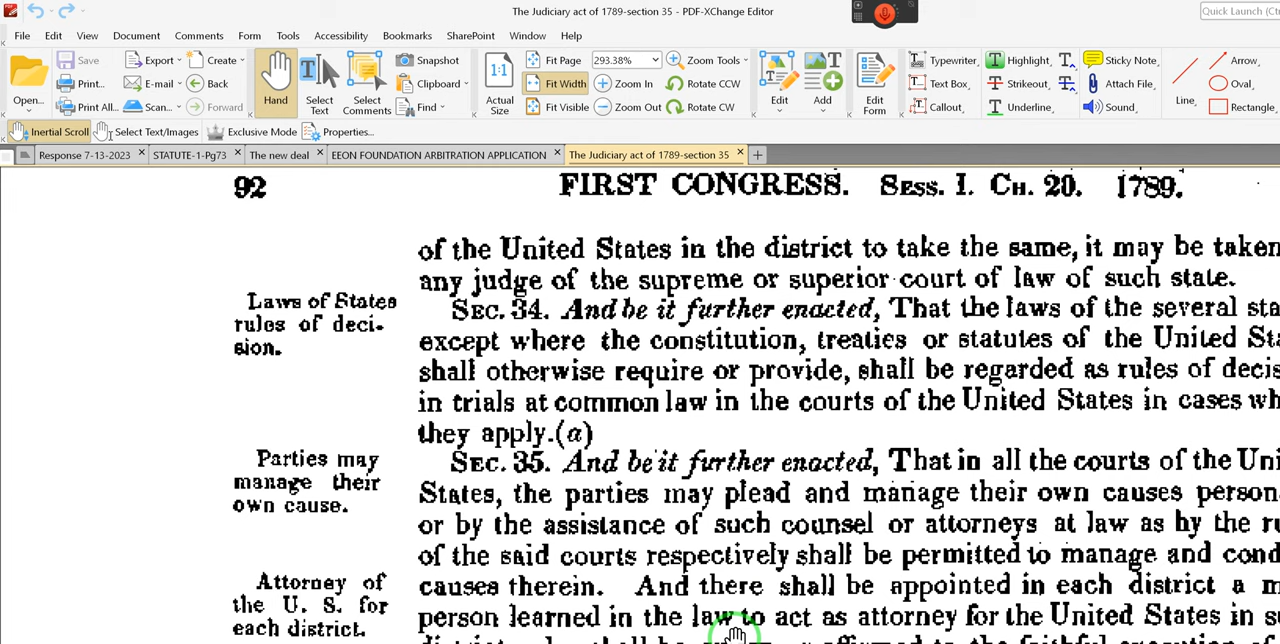 The Judiciary act of 1789-section 35 - PDF-XChange Editor
Quick Launch (Ctr
File Edit View Document Comments Form Tools Accessibility Bookmarks SharePoint Window Help
Open... Save Export Create Print E-mail Back Print All... Scan... Forward
Hand Select Text Select Comments Snapshot Clipboard Find
1:1 Actual Size Fit Page Fit Width Fit Visible 293.38% Zoom In Zoom Out Zoom Tools Rotate CCW Rotate CW
Edit Add Edit Form Typewriter, Text Box, Callout, Highlight, Strikeout, Underline, Sticky Note, Attach File, Sound, Line, Arrow, Oval, Rectangle,
Inertial Scroll Select Text/Images Exclusive Mode Properties...
Response 7-13-2023 STATUTE-1-Pg73 The new deal EEON FOUNDATION ARBITRATION APPLICATION The Judiciary act of 1789-section 35
92 FIRST CONGRESS. Sess. I. Ch. 20. 1789.
of the United States in the district to take the same, it may be taken
any judge of the supreme or superior court of law of such state.
Laws of States
rules of deci-
sion.
Sec. 34. And be it further enacted, That the laws of the several sta
except where the constitution, treaties or statutes of the United Sta
shall otherwise require or provide, shall be regarded as rules of decis
in trials at common law in the courts of the United States in cases wh
they apply.(a)
Parties may
manage their
own cause.
Sec. 35. And be it further enacted, That in all the courts of the Uni
States, the parties may plead and manage their own causes person
or by the assistance of such counsel or attorneys at law as by the ru
of the said courts respectively shall be permitted to manage and cond
Attorney of
the U. S. for
each district.
causes therein. And there shall be appointed in each district a m
person learned in the law to act as attorney for the United States in s